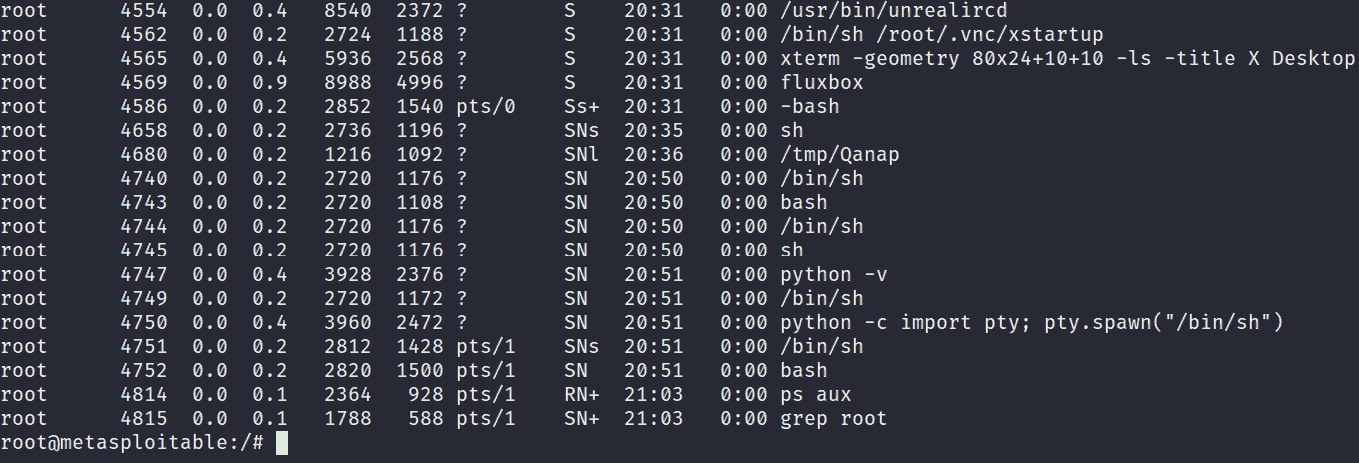 root      4554  0.0  0.4   8540  2372 ?        S    20:31   0:00 /usr/bin/unrealircd
root      4562  0.0  0.2   2724  1188 ?        S    20:31   0:00 /bin/sh /root/.vnc/xstartup
root      4565  0.0  0.4   5936  2568 ?        S    20:31   0:00 xterm -geometry 80x24+10+10 -ls -title X Desktop
root      4569  0.0  0.9   8988  4996 ?        S    20:31   0:00 fluxbox
root      4586  0.0  0.2   2852  1540 pts/0    Ss+  20:31   0:00 -bash
root      4658  0.0  0.2   2736  1196 ?        SNs  20:35   0:00 sh
root      4680  0.0  0.2   1216  1092 ?        SNl  20:36   0:00 /tmp/Qanap
root      4740  0.0  0.2   2720  1176 ?        SN   20:50   0:00 /bin/sh
root      4743  0.0  0.2   2720  1108 ?        SN   20:50   0:00 bash
root      4744  0.0  0.2   2720  1176 ?        SN   20:50   0:00 /bin/sh
root      4745  0.0  0.2   2720  1176 ?        SN   20:50   0:00 sh
root      4747  0.0  0.4   3928  2376 ?        SN   20:51   0:00 python -v
root      4749  0.0  0.2   2720  1172 ?        SN   20:51   0:00 /bin/sh
root      4750  0.0  0.4   3960  2472 ?        SN   20:51   0:00 python -c import pty; pty.spawn("/bin/sh")
root      4751  0.0  0.2   2812  1428 pts/1    SNs  20:51   0:00 /bin/sh
root      4752  0.0  0.2   2820  1500 pts/1    SN   20:51   0:00 bash
root      4814  0.0  0.1   2364   928 pts/1    RN+  21:03   0:00 ps aux
root      4815  0.0  0.1   1788   588 pts/1    SN+  21:03   0:00 grep root
root@metasploitable:/#